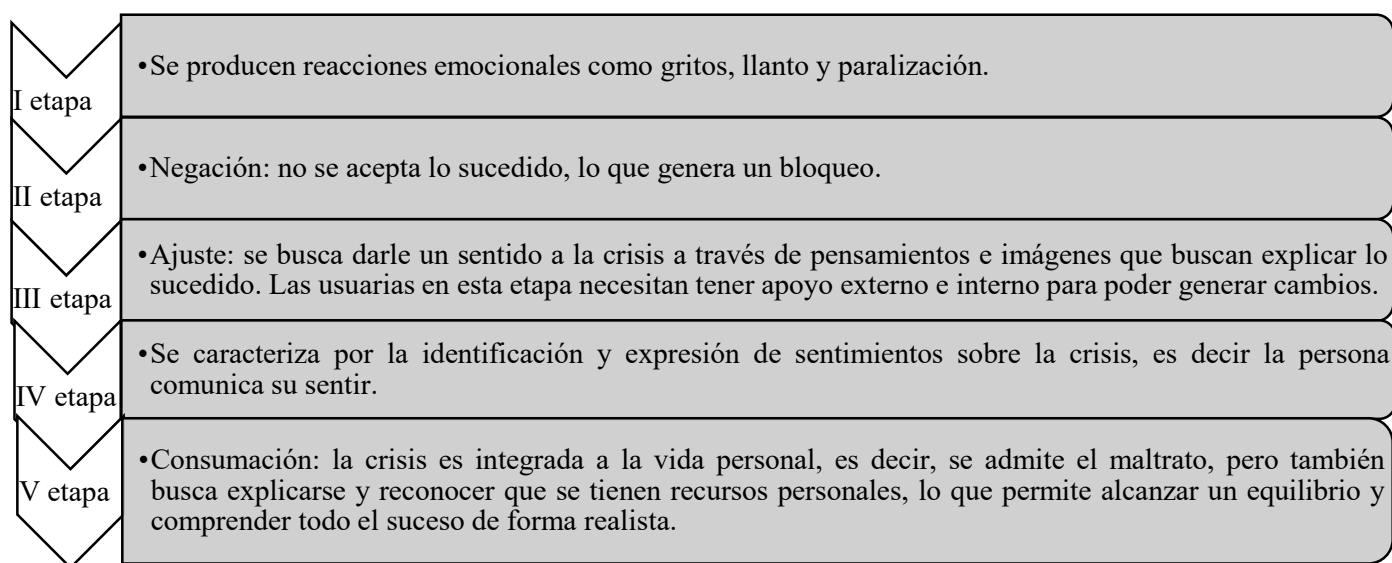 I etapa
•Se producen reacciones emocionales como gritos, llanto y paralización.
II etapa
•Negación: no se acepta lo sucedido, lo que genera un bloqueo.
III etapa
•Ajuste: se busca darle un sentido a la crisis a través de pensamientos e imágenes que buscan explicar lo
sucedido. Las usuarias en esta etapa necesitan tener apoyo externo e interno para poder generar cambios.
IV etapa
•Se caracteriza por la identificación y expresión de sentimientos sobre la crisis, es decir la persona
comunica su sentir.
V etapa
•Consumación: la crisis es integrada a la vida personal, es decir, se admite el maltrato, pero también
busca explicarse y reconocer que se tienen recursos personales, lo que permite alcanzar un equilibrio y
comprender todo el suceso de forma realista.